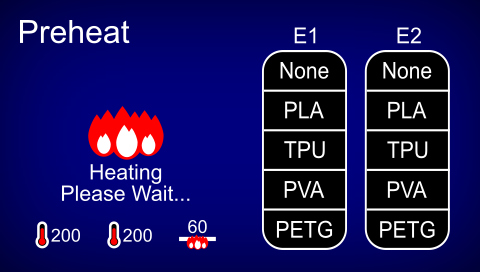 Preheat
E1
E2
None
None
PLA
PLA
TPU
TPU
PVA
PVA
PETG
PETG
Heating
Please Wait...
200
200
60